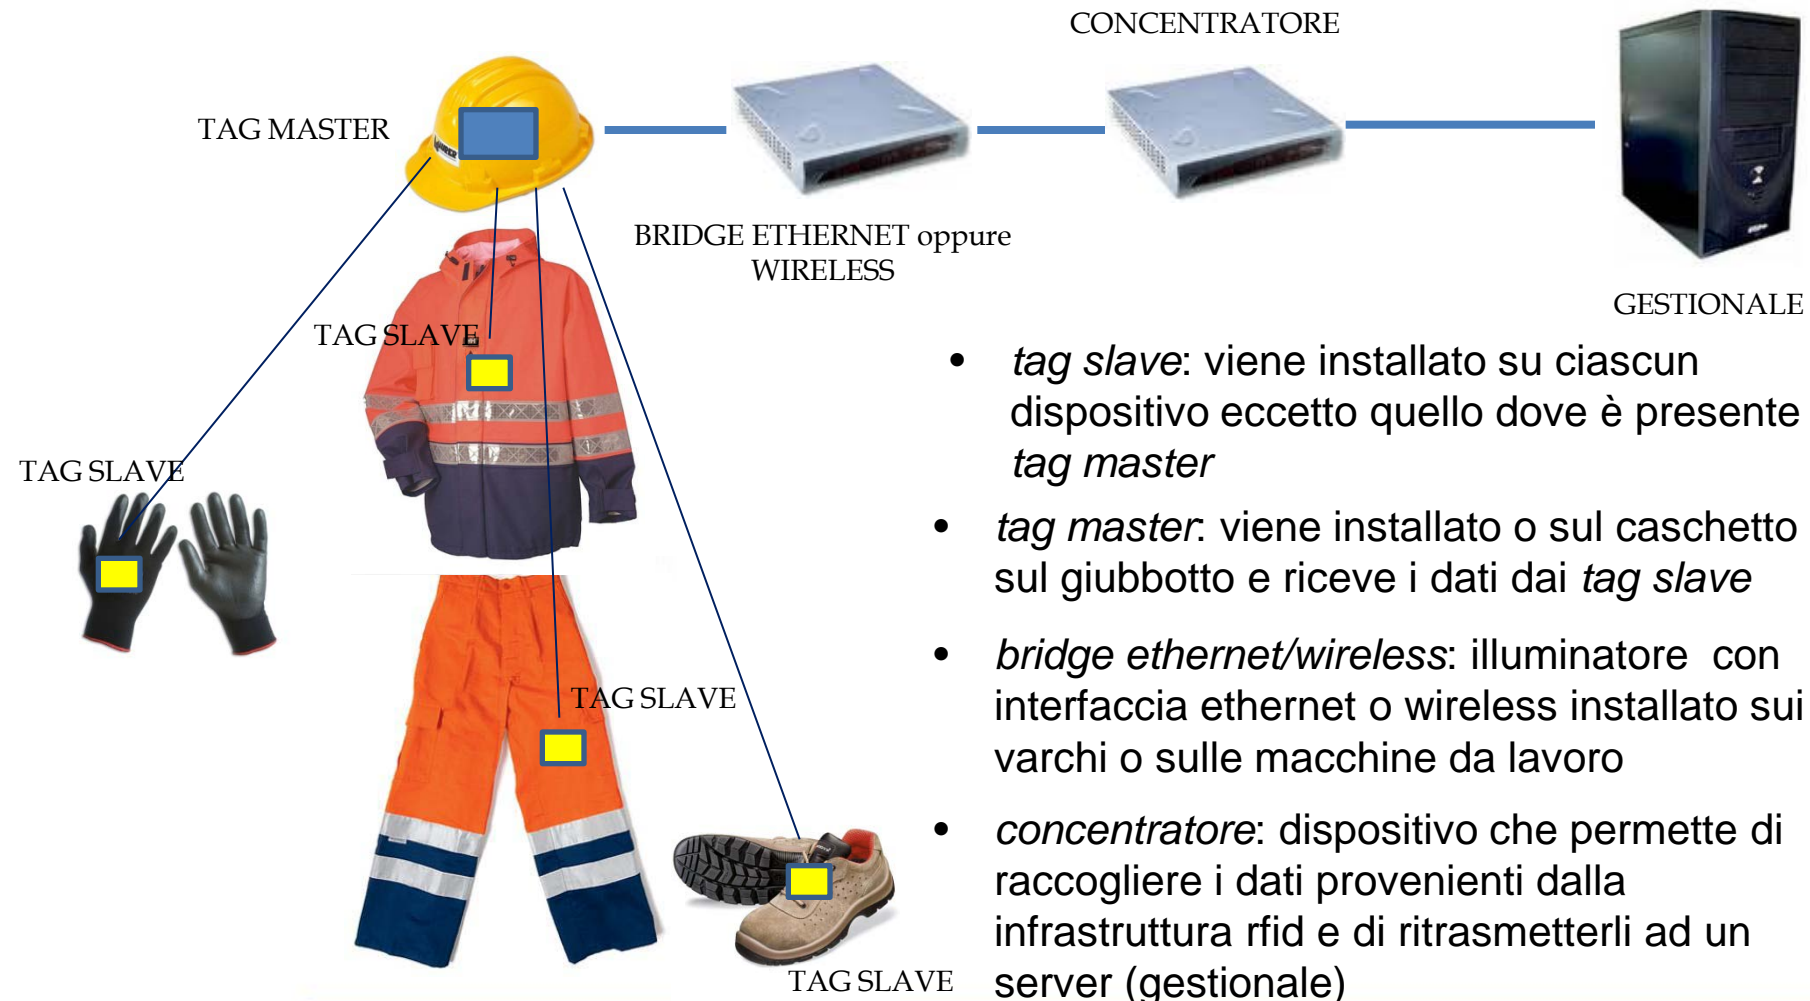 CONCENTRATORE
TAG MASTER
BRIDGE ETHERNET oppure
WIRELESS
GESTIONALE
TAG SLAVE
TAG SLAVE
TAG SLAVE
TAG SLAVE
• tag slave: viene installato su ciascun
dispositivo eccetto quello dove è presente
tag master
• tag master: viene installato o sul caschetto
sul giubbotto e riceve i dati dai tag slave
• bridge ethernet/wireless: illuminatore con
interfaccia ethernet o wireless installato sui
varchi o sulle macchine da lavoro
• concentratore: dispositivo che permette di
raccogliere i dati provenienti dalla
infrastruttura rfid e di ritrasmetterli ad un
server (gestionale)